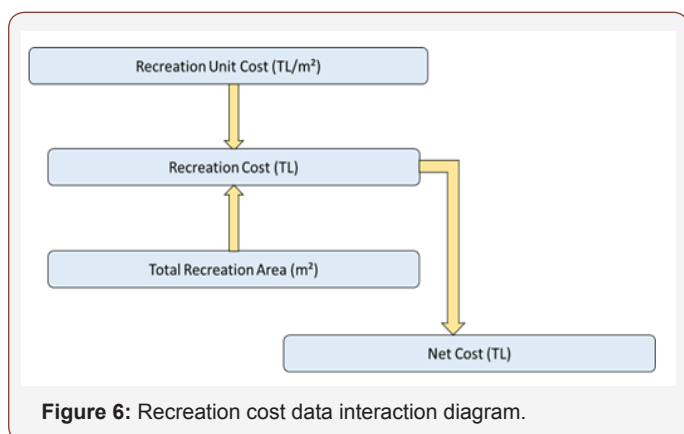 Recreation Unit Cost (TL/m²)
Recreation Cost (TL)
Total Recreation Area (m²)
Net Cost (TL)
Figure 6: Recreation cost data interaction diagram.